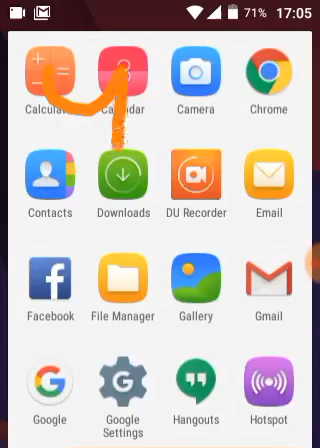 71% 17:05
Camera Chrome
Contacts Downloads DU Recorder Email
Facebook File Manager Gallery Gmail
Google Google Hangouts Hotspot
Settings